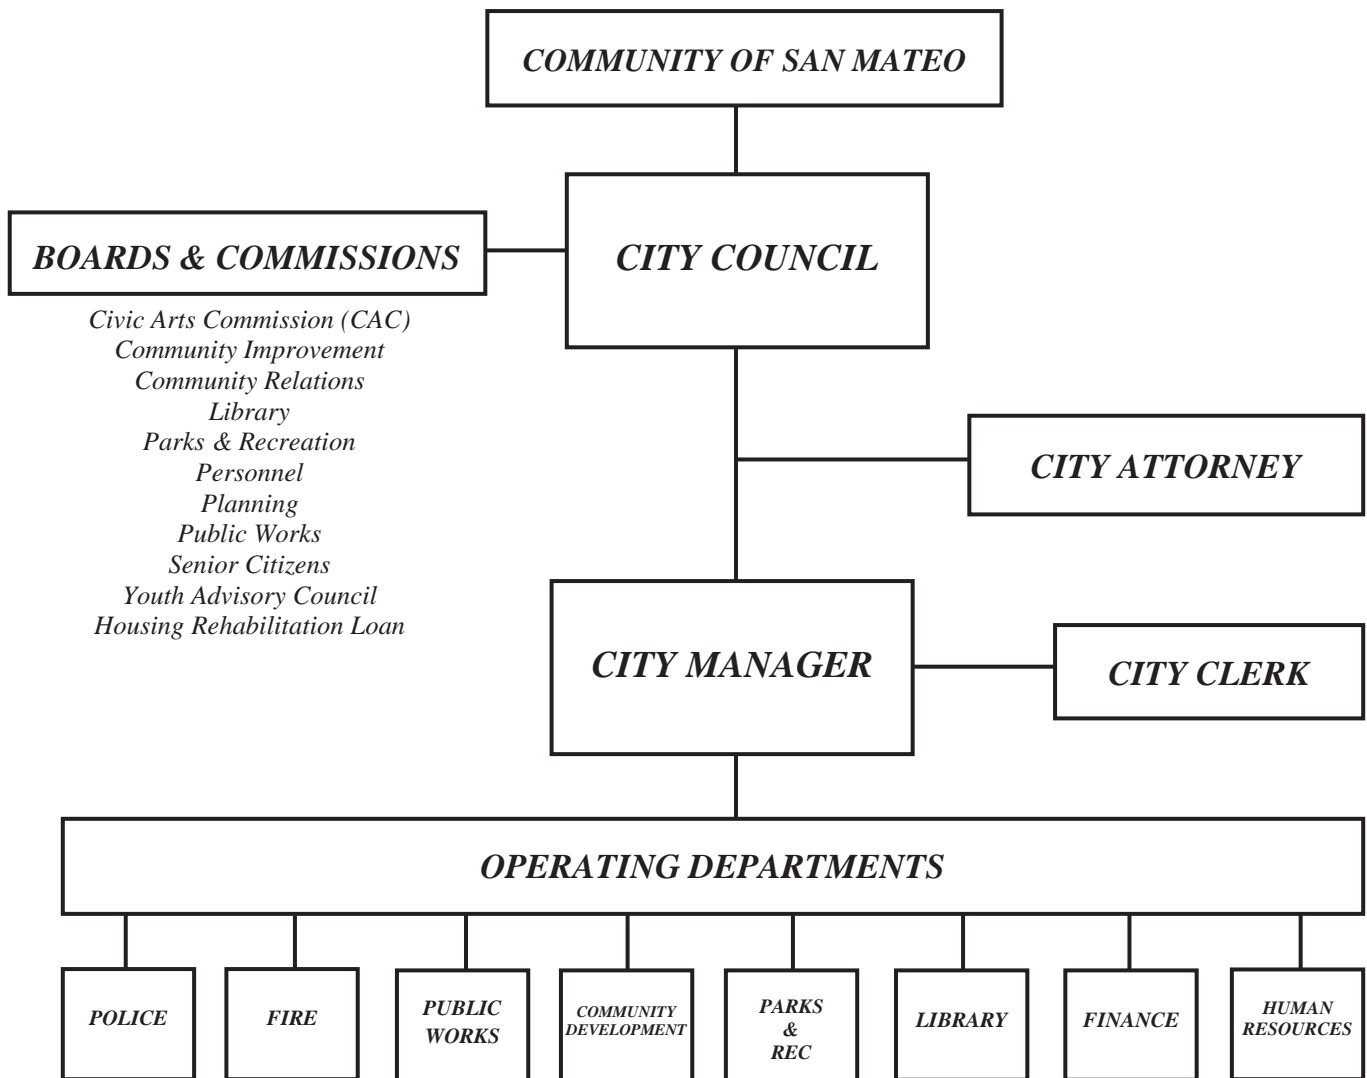 COMMUNITY OF SAN MATEO
CITY COUNCIL
BOARDS & COMMISSIONS
Civic Arts Commission (CAC)
Community Improvement
Community Relations
Library
Parks & Recreation
Personnel
Planning
Public Works
Senior Citizens
Youth Advisory Council
Housing Rehabilitation Loan
CITY ATTORNEY
CITY MANAGER
CITY CLERK
OPERATING DEPARTMENTS
POLICE
FIRE
PUBLIC
WORKS
COMMUNITY
DEVELOPMENT
PARKS
&
REC
LIBRARY
FINANCE
HUMAN
RESOURCES